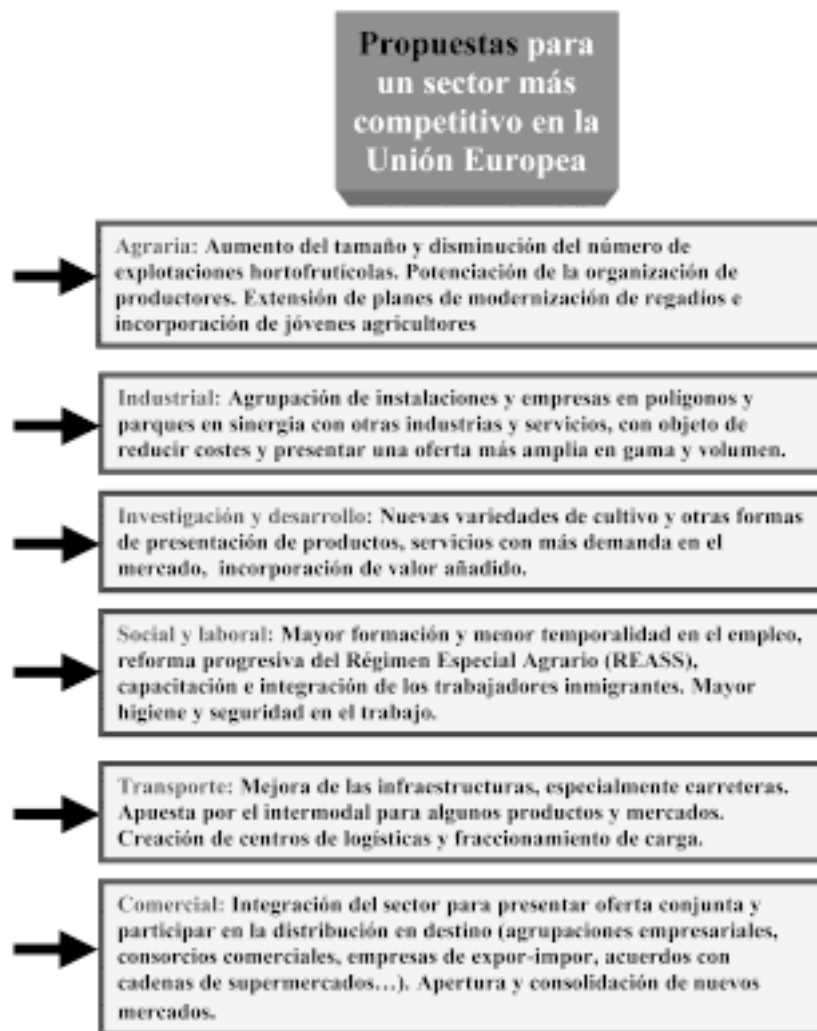 Propuestas para
un sector más
competitivo en la
Unión Europea
Agraria: Aumento del tamaño y disminución del número de
explotaciones hortofrutícolas. Potenciación de la organización de
productores. Extensión de planes de modernización de regadíos e
incorporación de jóvenes agricultores
Industrial: Agrupación de instalaciones y empresas en polígonos y
parques en sinergia con otras industrias y servicios, con objeto de
reducir costes y presentar una oferta más amplia en gama y volumen.
Investigación y desarrollo: Nuevas variedades de cultivo y otras formas
de presentación de productos, servicios con más demanda en el
mercado, incorporación de valor añadido.
Social y laboral: Mayor formación y menor temporalidad en el empleo,
reforma progresiva del Régimen Especial Agrario (REASS),
capacitación e integración de los trabajadores inmigrantes. Mayor
higiene y seguridad en el trabajo.
Transporte: Mejora de las infraestructuras, especialmente carreteras.
Apuesta por el intermodal para algunos productos y mercados.
Creación de centros de logísticas y fraccionamiento de carga.
Comercial: Integración del sector para presentar oferta conjunta y
participar en la distribución en destino (agrupaciones empresariales,
consorcios comerciales, empresas de expor-impor, acuerdos con
cadenas de supermercados…). Apertura y consolidación de nuevos
mercados.